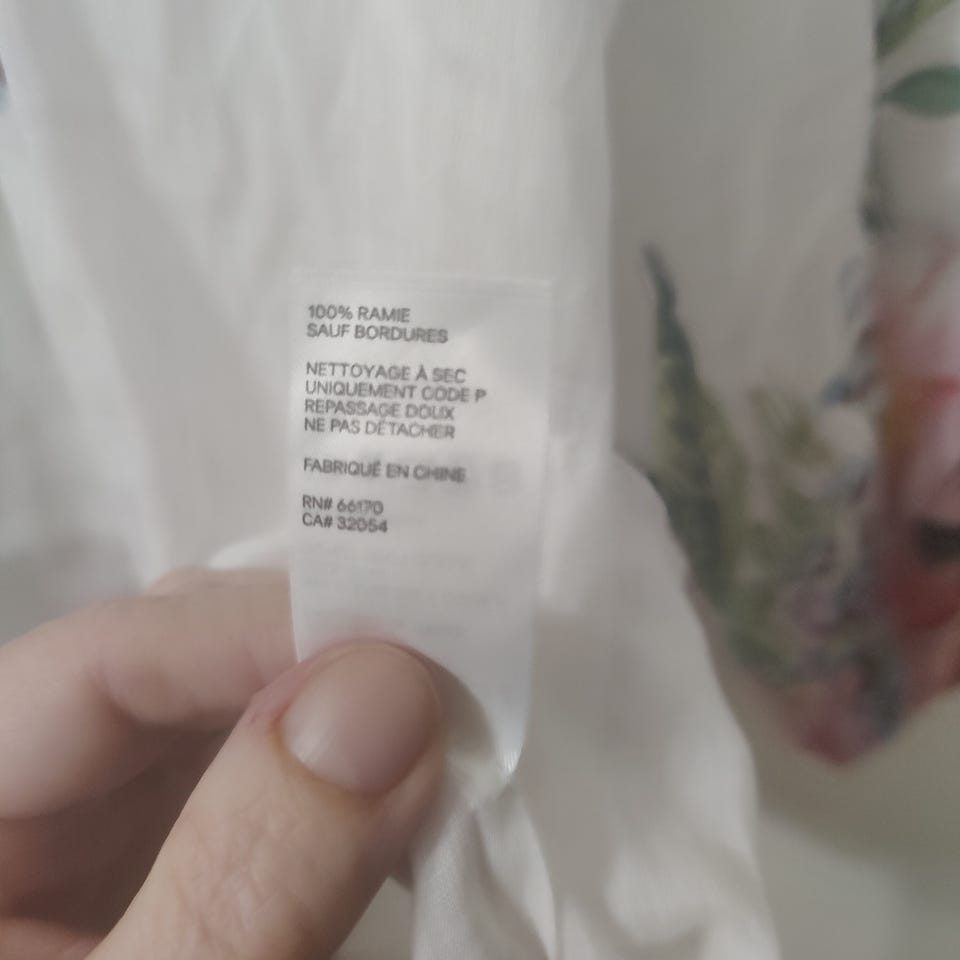 100% RAMIE
SAUF BORDURES
NETTOYAGE À SEC
UNIQUEMENT CODE P
REPASSAGE DOUX
NE PAS DÉTACHER
FABRIQUÉ EN CHINE
RN# 66170
CA# 32054